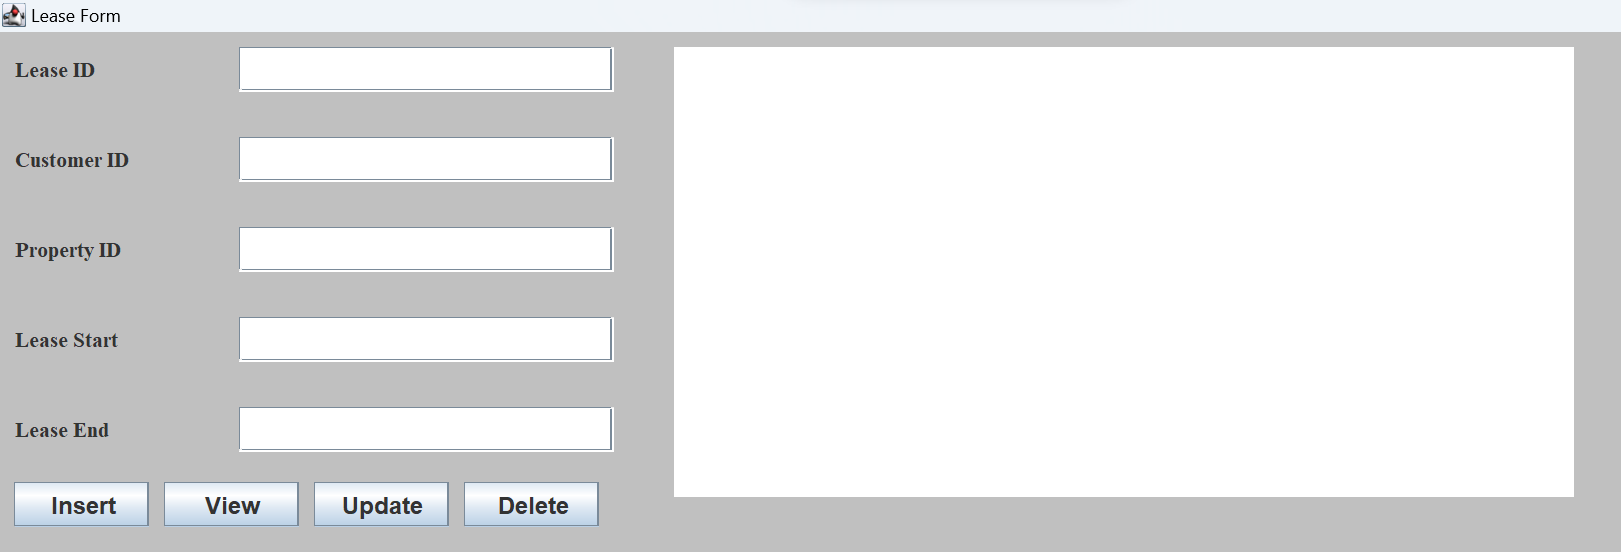 Lease Form
Lease ID
Customer ID
Property ID
Lease Start
Lease End
Insert View Update Delete